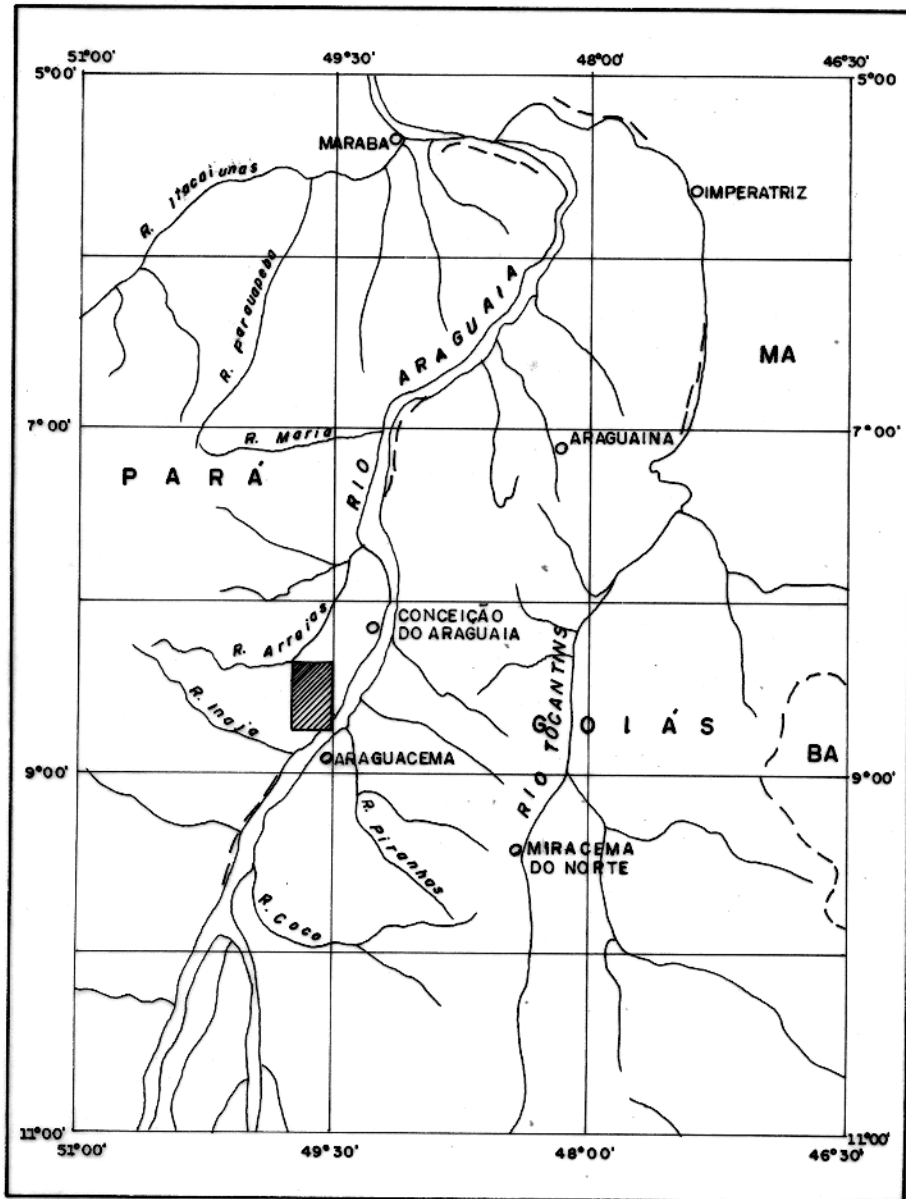 51°00'
49°30'
48°00'
46°30'
5°00'
5°00
MARABA
R. Itacaiunas
IMPERATRIZ
R. Parauapeba
ARAGUAIA
MA
7°00'
7°00'
R. Maria
ARAGUAINA
PARÁ
RIO
CONCEIÇÃO
DO ARAGUAIA
R. Arraias
R. Inaja
RIO TOCANTINS
GOIÁS
BA
ARAGUACEMA
9°00'
9°00'
R. Piranhas
MIRACEMA
DO NORTE
R. Coco
11°00'
11°00'
51°00'
49°30'
48°00'
46°30'